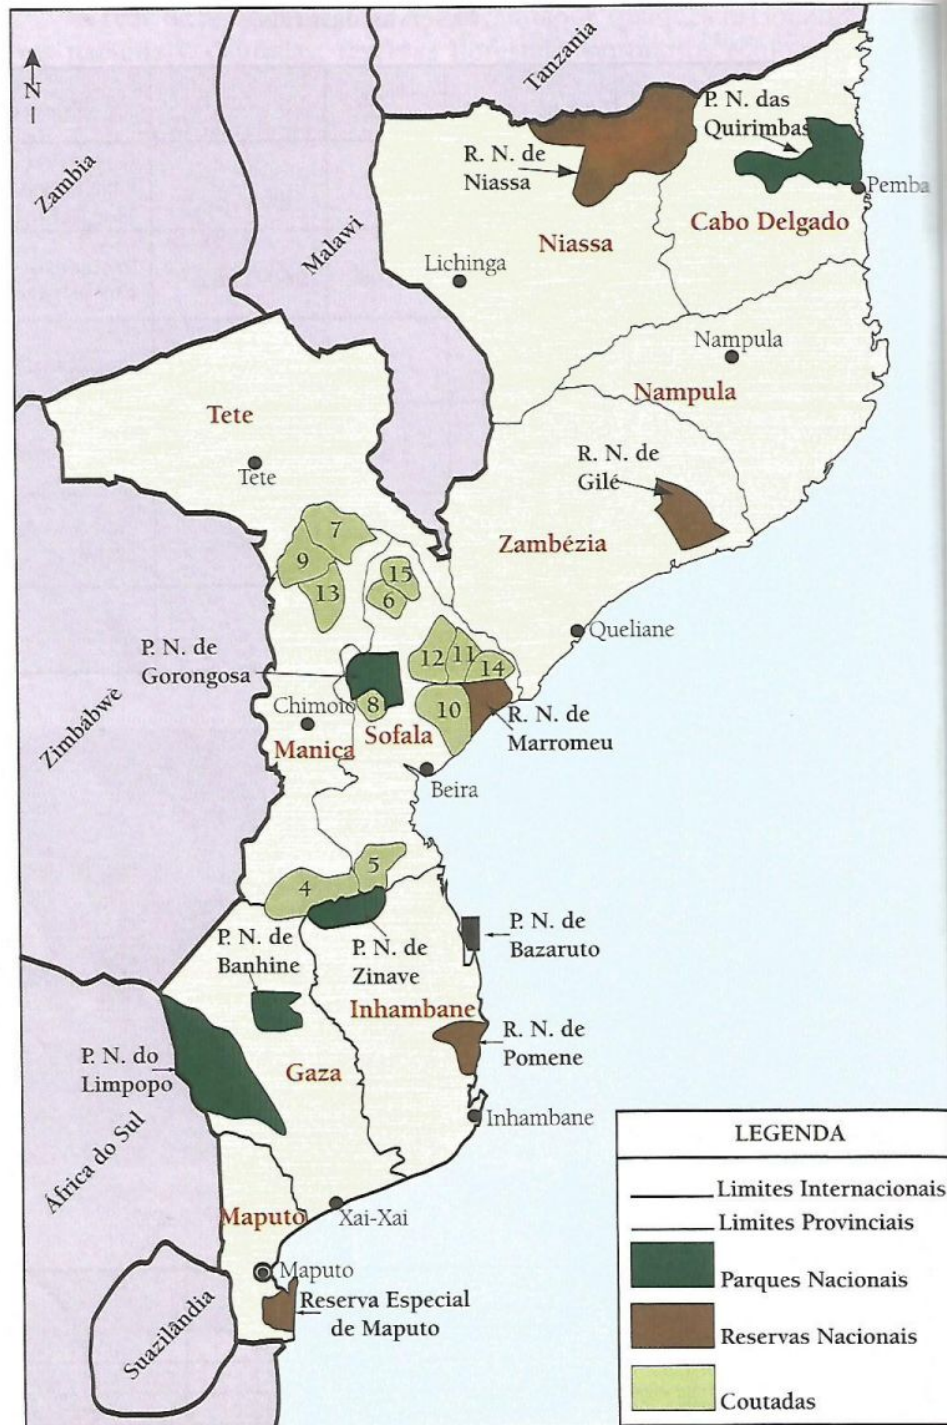 N
Tanzania
P. N. das
Quirimbas
Zambia
R. N. de
Niassa
Pemba
Malawi
Niassa
Cabo Delgado
Lichinga
Nampula
Nampula
Tete
Tete
R. N. de
Gilé
7
9
13
15
6
Zambézia
P. N. de
Gorongosa
12
11
14
Queliane
Zimbábwè
Chimoio
8
10
R. N. de
Marromeu
Manica
Sofala
Beira
5
4
P. N. de
Banhine
P. N. de
Zinave
P. N. de
Bazaruto
Inhambane
R. N. de
Pomene
P. N. do
Limpopo
Gaza
Inhambane
África do Sul
Maputo
Xai-Xai
Maputo
Reserva Especial
de Maputo
Suazilândia
LEGENDA
Limites Internacionais
Limites Provinciais
Parques Nacionais
Reservas Nacionais
Coutadas